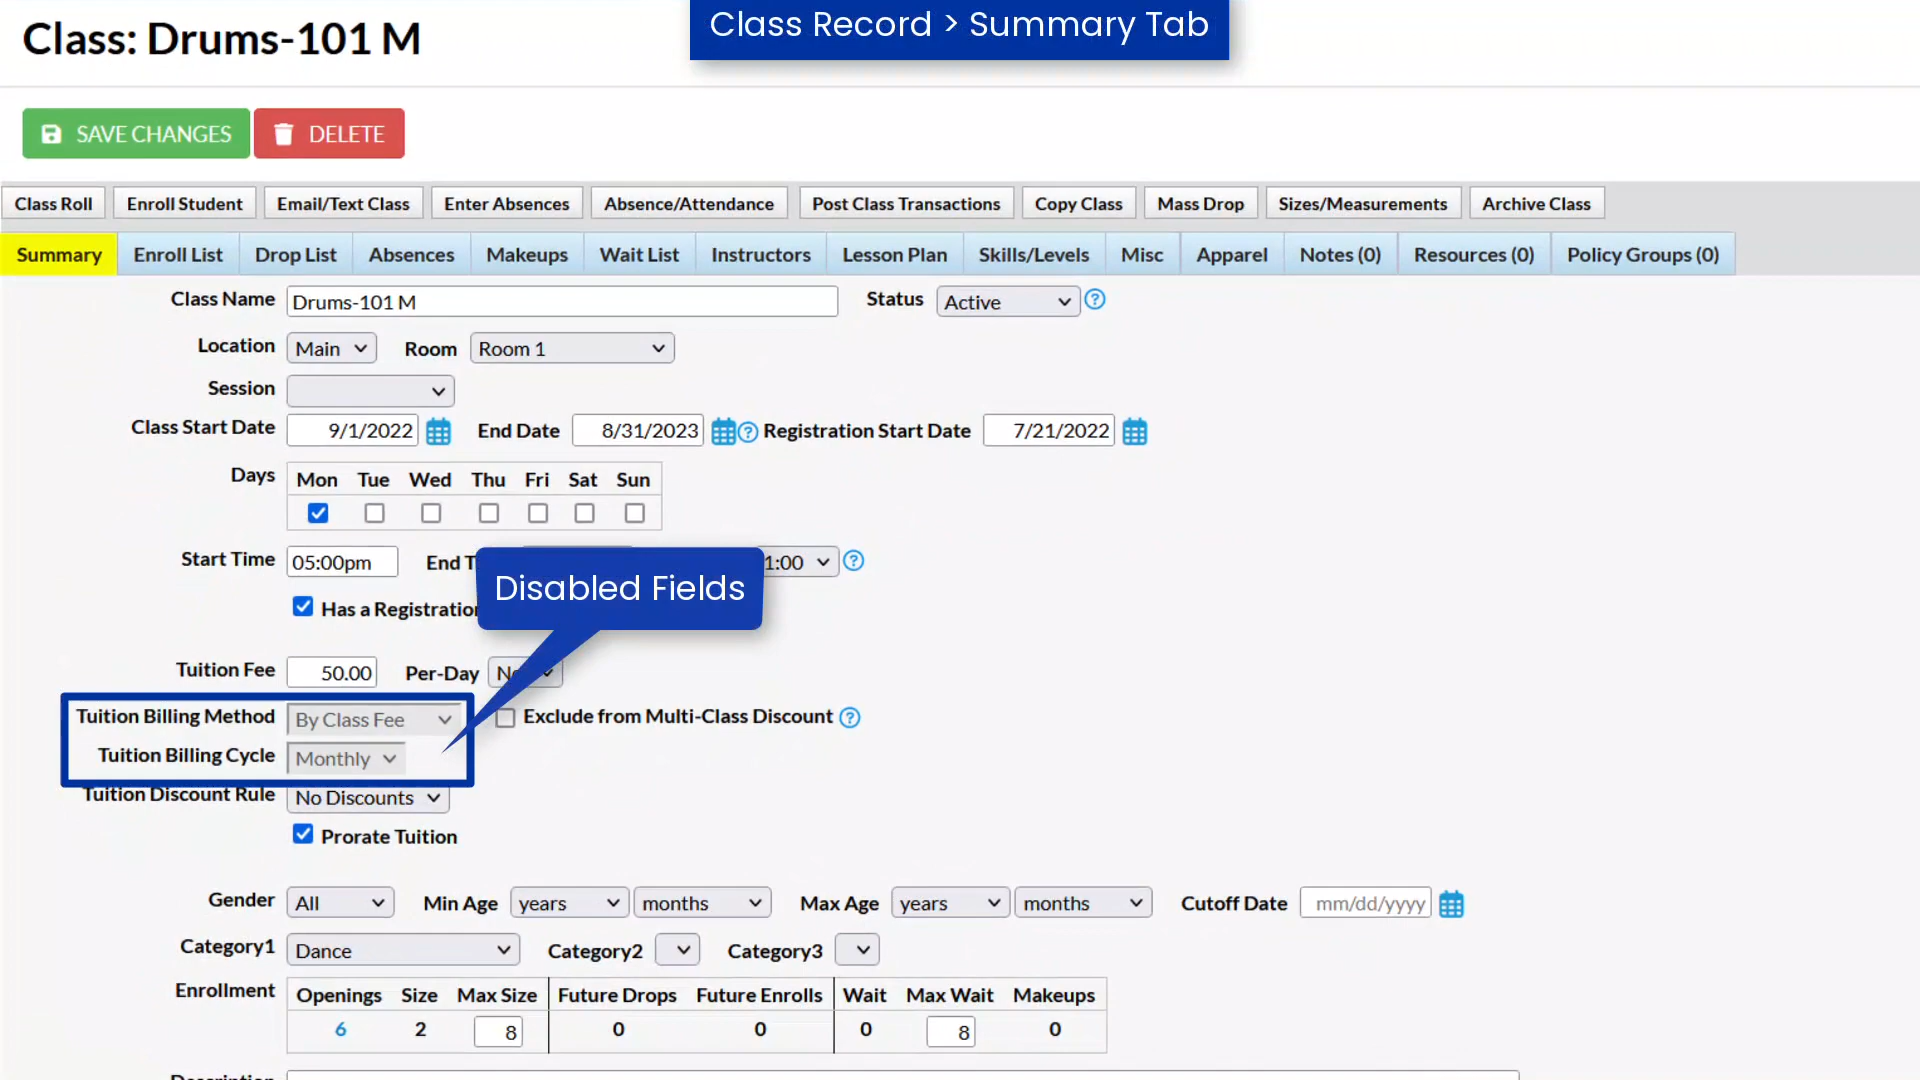 Class: Drums-101 M
Class Record > Summary Tab
SAVE CHANGES DELETE
Class Roll Enroll Student Email/Text Class Enter Absences Absence/Attendance Post Class Transactions Copy Class Mass Drop Sizes/Measurements Archive Class
Summary Enroll List Drop List Absences Makeups Wait List Instructors Lesson Plan Skills/Levels Misc Apparel Notes (0) Resources (0) Policy Groups (0)
Class Name Drums-101 M Status Active ?
Location Main Room Room 1
Session
Class Start Date 9/1/2022 End Date 8/31/2023 ? Registration Start Date 7/21/2022
Days Mon Tue Wed Thu Fri Sat Sun
Start Time 05:00pm End T 1:00 ?
Disabled Fields
Has a Registration
Tuition Fee 50.00 Per-Day No
Tuition Billing Method By Class Fee Exclude from Multi-Class Discount ?
Tuition Billing Cycle Monthly
Tuition Discount Rule No Discounts
Prorate Tuition
Gender All Min Age years months Max Age years months Cutoff Date mm/dd/yyyy
Category1 Dance Category2 Category3
Enrollment Openings Size Max Size Future Drops Future Enrolls Wait Max Wait Makeups
6 2 8 0 0 0 8 0
Description